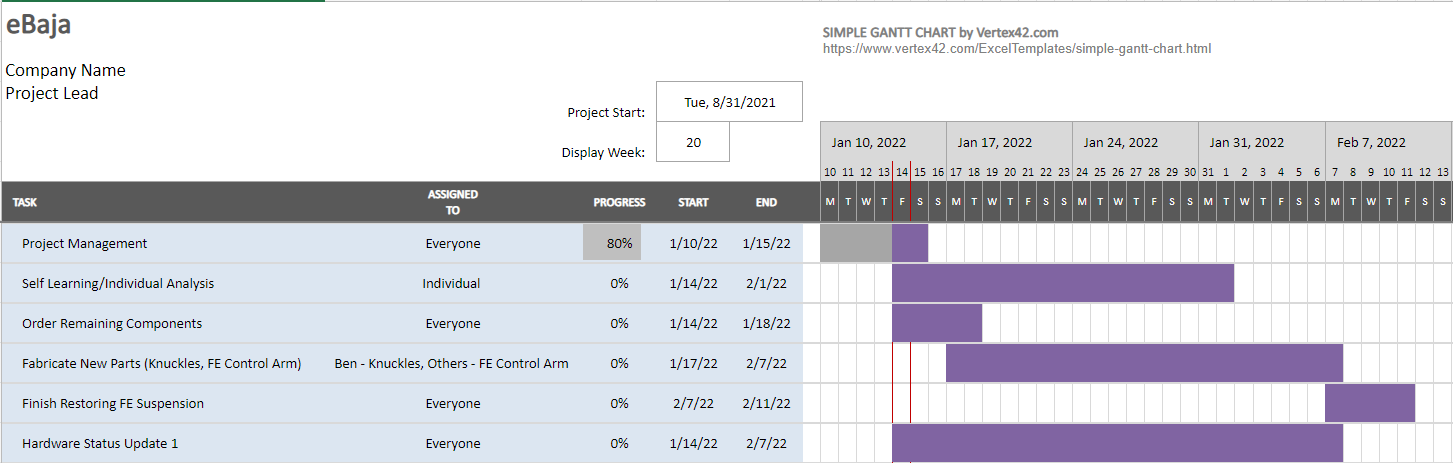 eBaja
SIMPLE GANTT CHART by Vertex42.com
https://www.vertex42.com/ExcelTemplates/simple-gantt-chart.html
Company Name
Project Lead
Project Start: Tue, 8/31/2021
Display Week: 20
Jan 10, 2022 Jan 17, 2022 Jan 24, 2022 Jan 31, 2022 Feb 7, 2022
10 11 12 13 14 15 16 17 18 19 20 21 22 23 24 25 26 27 28 29 30 31 1 2 3 4 5 6 7 8 9 10 11 12 13
TASK ASSIGNED TO PROGRESS START END M T W T F S S M T W T F S S M T W T F S S M T W T F S S M T W T F S S
Project Management Everyone 80% 1/10/22 1/15/22
Self Learning/Individual Analysis Individual 0% 1/14/22 2/1/22
Order Remaining Components Everyone 0% 1/14/22 1/18/22
Fabricate New Parts (Knuckles, FE Control Arm) Ben - Knuckles, Others - FE Control Arm 0% 1/17/22 2/7/22
Finish Restoring FE Suspension Everyone 0% 2/7/22 2/11/22
Hardware Status Update 1 Everyone 0% 1/14/22 2/7/22